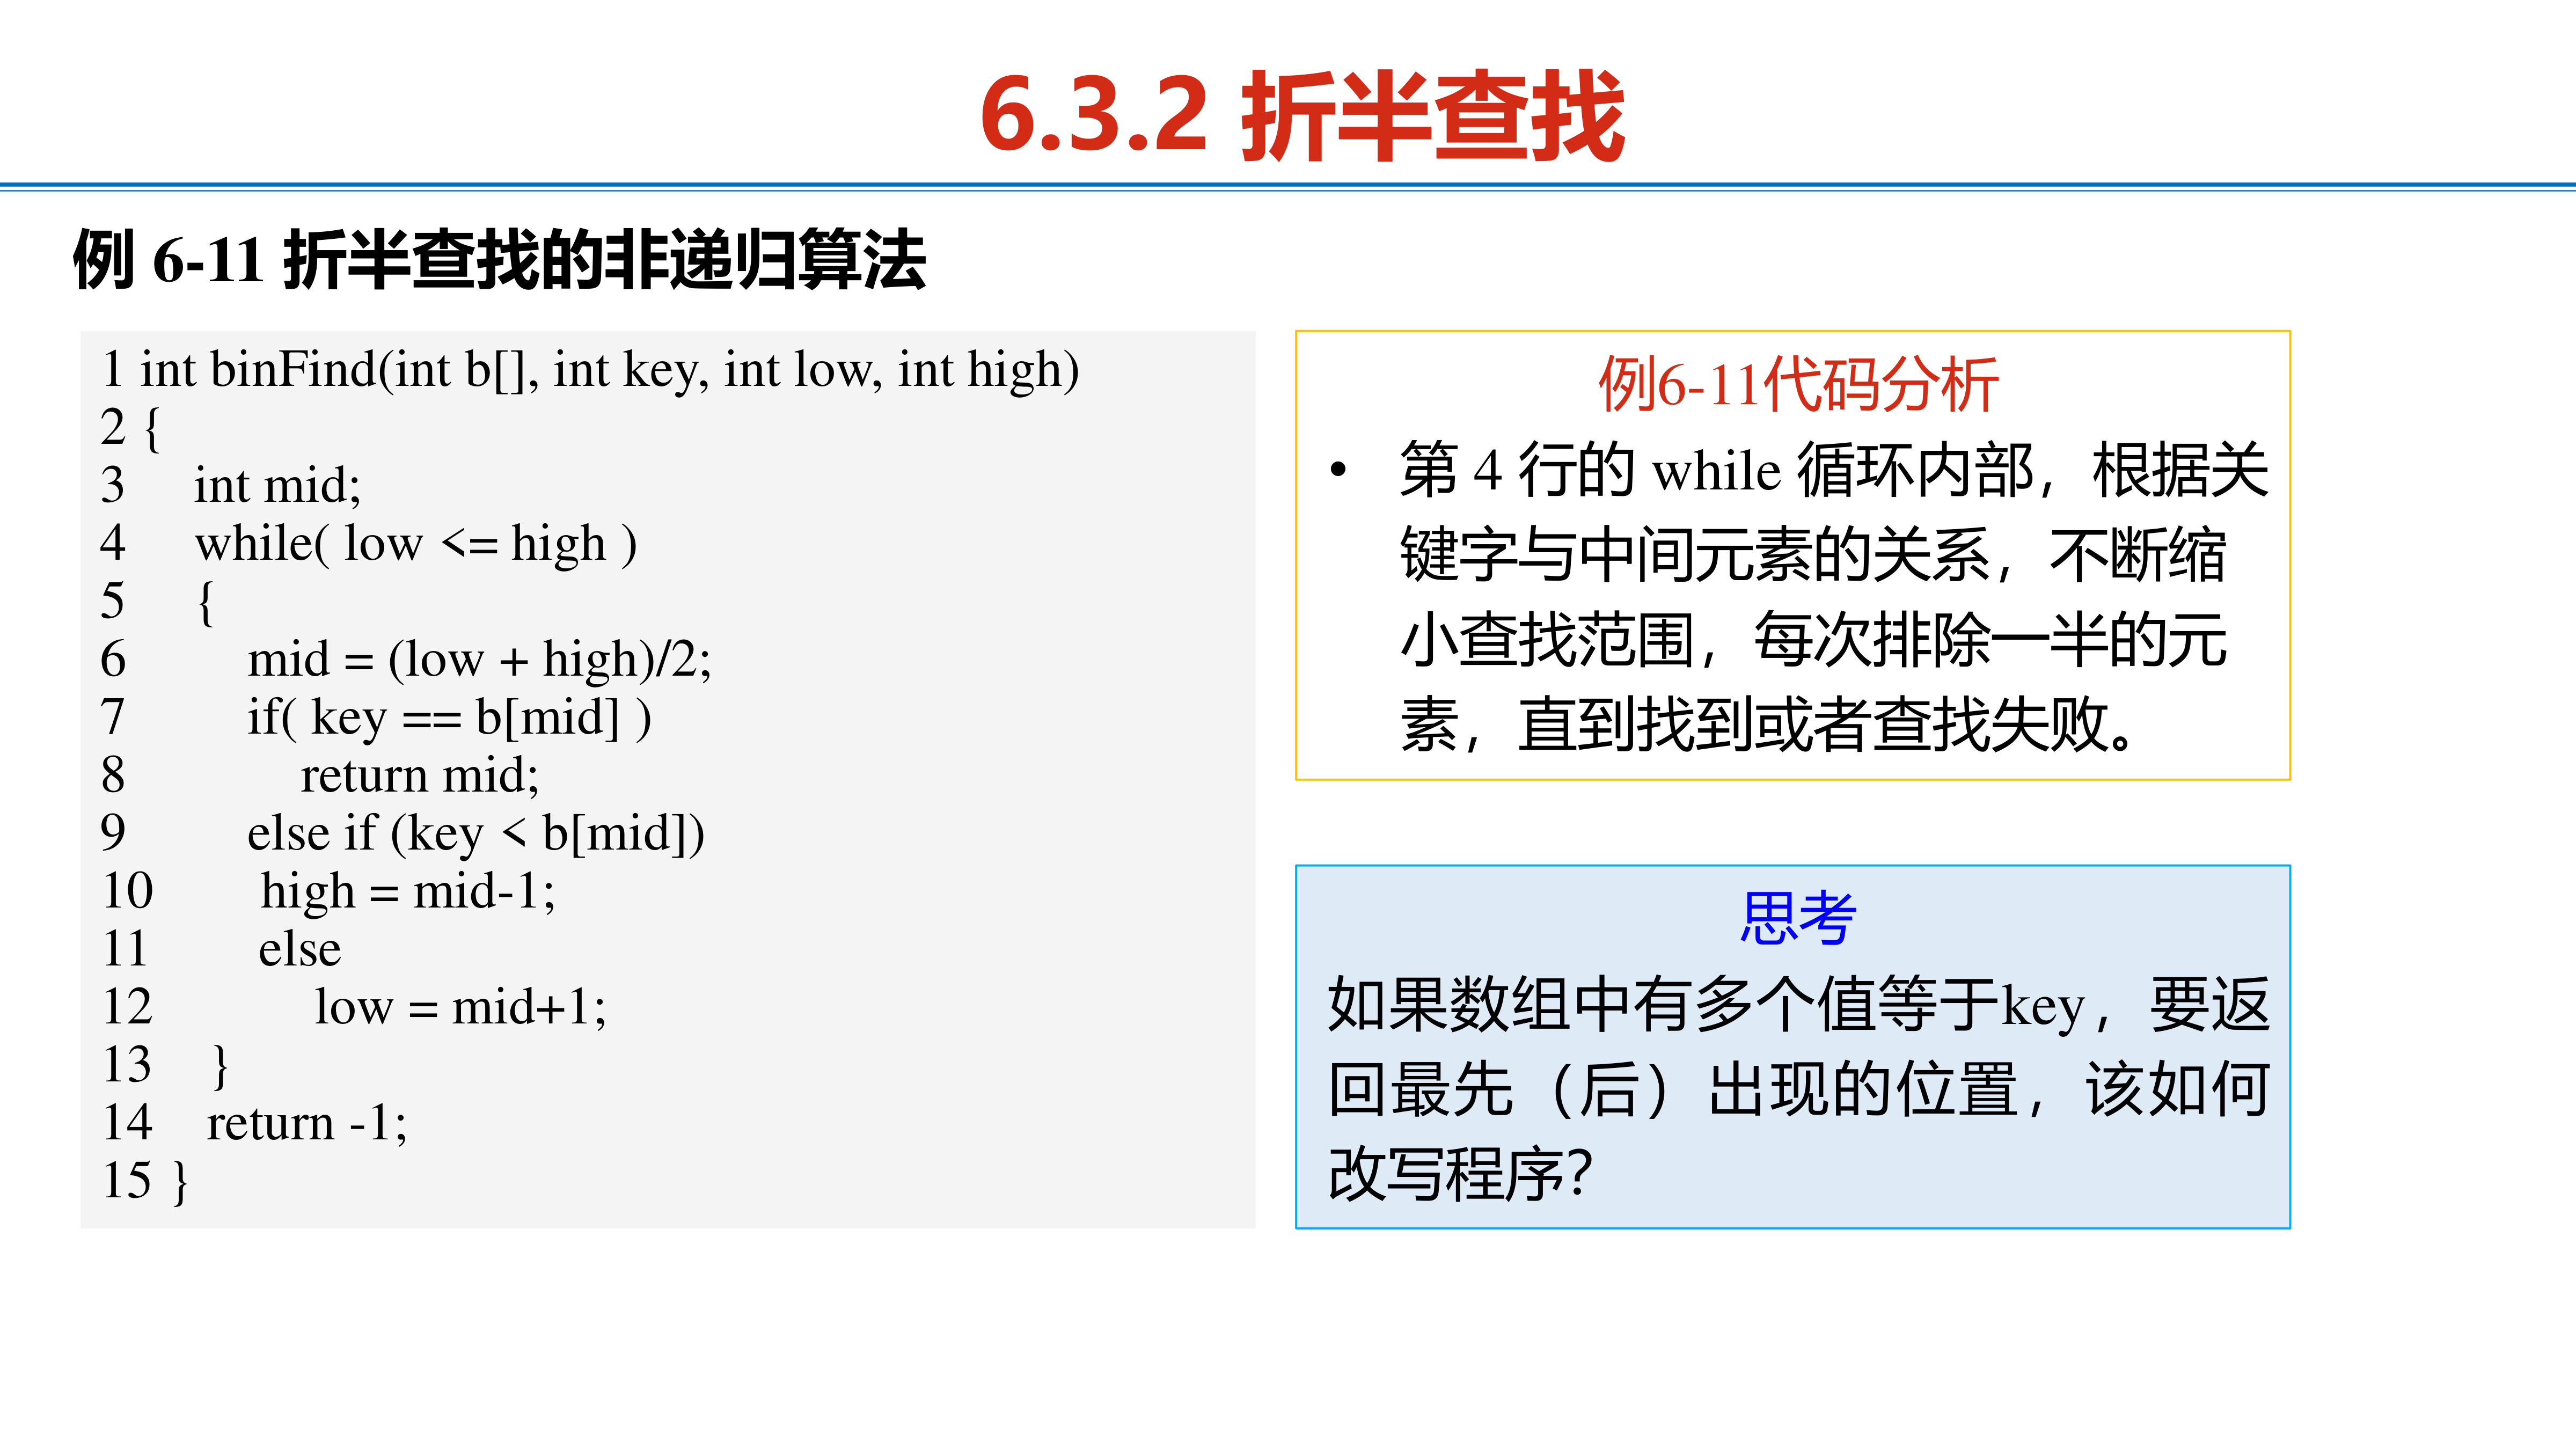 6.3.2 折半查找
例 6-11 折半查找的非递归算法
1 int binFind(int b[], int key, int low, int high)
2 {
3 int mid;
4 while( low <= high )
5 {
6 mid = (low + high)/2;
7 if( key == b[mid] )
8 return mid;
9 else if (key < b[mid])
10 high = mid-1;
11 else
12 low = mid+1;
13 }
14 return -1;
15 }
例6-11代码分析
• 第 4 行的 while 循环内部，根据关
键字与中间元素的关系，不断缩
小查找范围，每次排除一半的元
素，直到找到或者查找失败。
思考
如果数组中有多个值等于key，要返
回最先（后）出现的位置，该如何
改写程序？